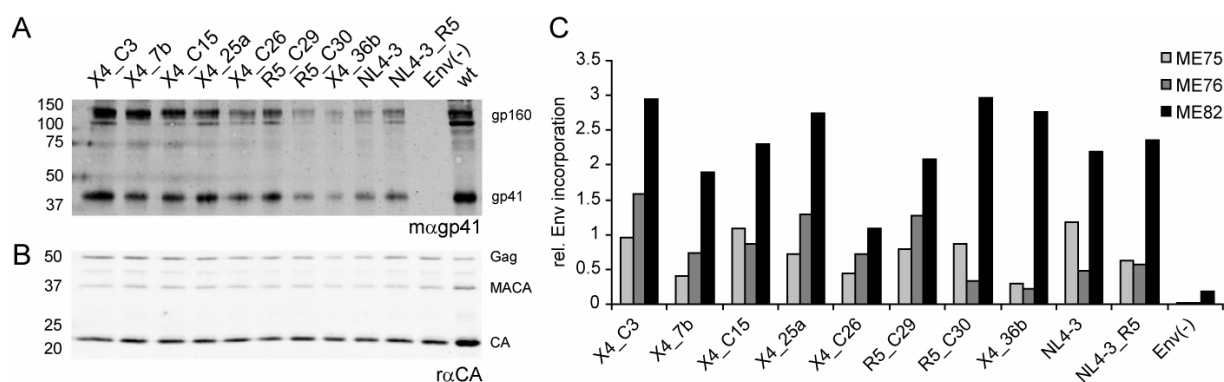 A
X4_C3
X4_7b
X4_C15
X4_25a
X4_C26
R5_C29
R5_C30
X4_36b
NL4-3
NL4-3_R5
Env(-)
wt
150
100
75
50
37
gp160
gp41
mαgp41
B
50
37
25
20
Gag
MACA
CA
rαCA
C
rel. Env incorporation
3.5
3
2.5
2
1.5
1
0.5
0
ME75
ME76
ME82
X4_C3
X4_7b
X4_C15
X4_25a
X4_C26
R5_C29
R5_C30
X4_36b
NL4-3
NL4-3_R5
Env(-)